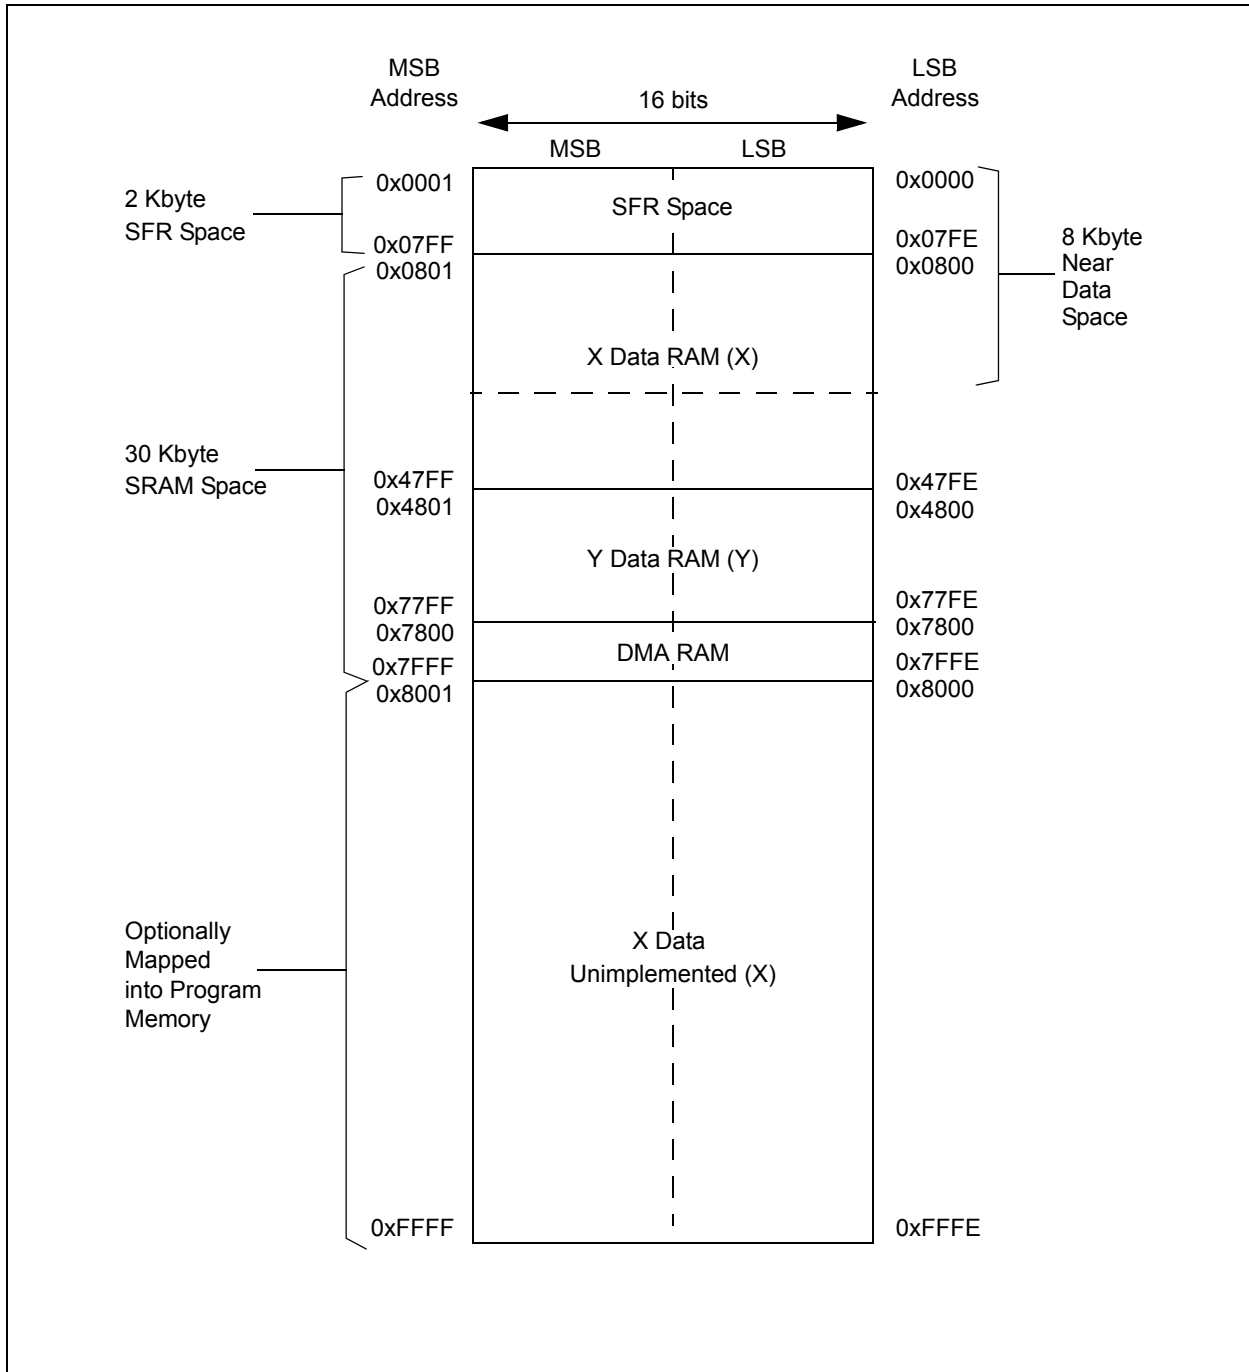 MSB
Address
LSB
Address
16 bits
MSB
LSB
2 Kbyte
SFR Space
0x0001
0x07FF
0x0801
SFR Space
0x0000
0x07FE
0x0800
8 Kbyte
Near
Data
Space
X Data RAM (X)
30 Kbyte
SRAM Space
0x47FF
0x4801
0x47FE
0x4800
Y Data RAM (Y)
0x77FF
0x7800
0x77FE
0x7800
DMA RAM
0x7FFF
0x8001
0x7FFE
0x8000
Optionally
Mapped
into Program
Memory
X Data
Unimplemented (X)
0xFFFF
0xFFFE